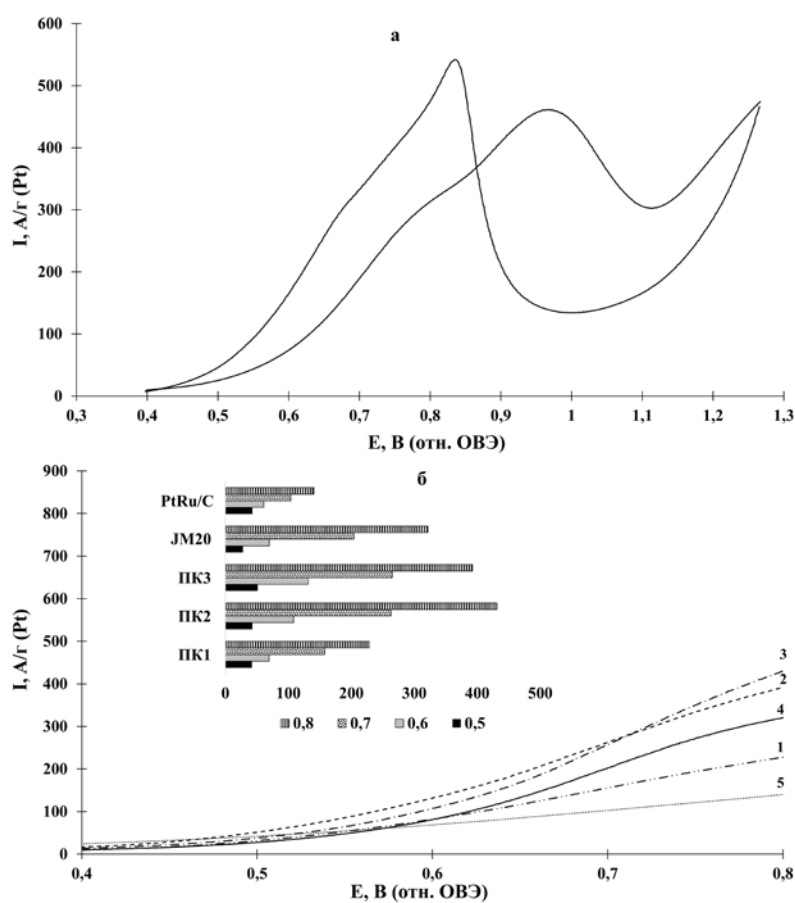 а
600
500
400
300
200
100
0
I, А/г (Pt)
0,3 0,4 0,5 0,6 0,7 0,8 0,9 1 1,1 1,2 1,3
E, В (отн. ОВЭ)
б
900
800
700
600
500
400
300
200
100
0
I, А/г (Pt)
PtRu/C
JM20
ПК3
ПК2
ПК1
0 100 200 300 400 500
0,8 0,7 0,6 0,5
3
2
4
1
5
0,4 0,5 0,6 0,7 0,8
E, В (отн. ОВЭ)